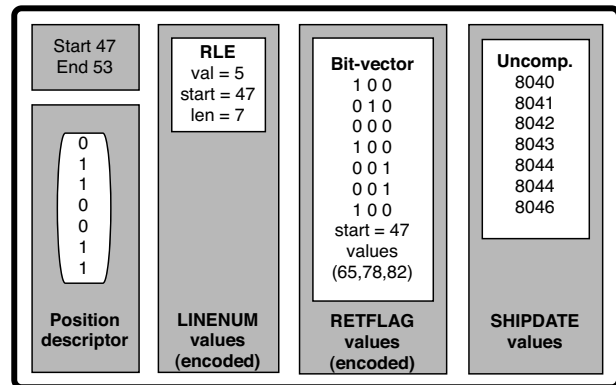 Start 47
End 53
0
1
1
0
0
1
1
Position
descriptor
RLE
val = 5
start = 47
len = 7
LINENUM
values
(encoded)
Bit-vector
1 0 0
0 1 0
0 0 0
1 0 0
0 0 1
0 0 1
1 0 0
start = 47
values
(65,78,82)
RETFLAG
values
(encoded)
Uncomp.
8040
8041
8042
8043
8044
8044
8046
SHIPDATE
values